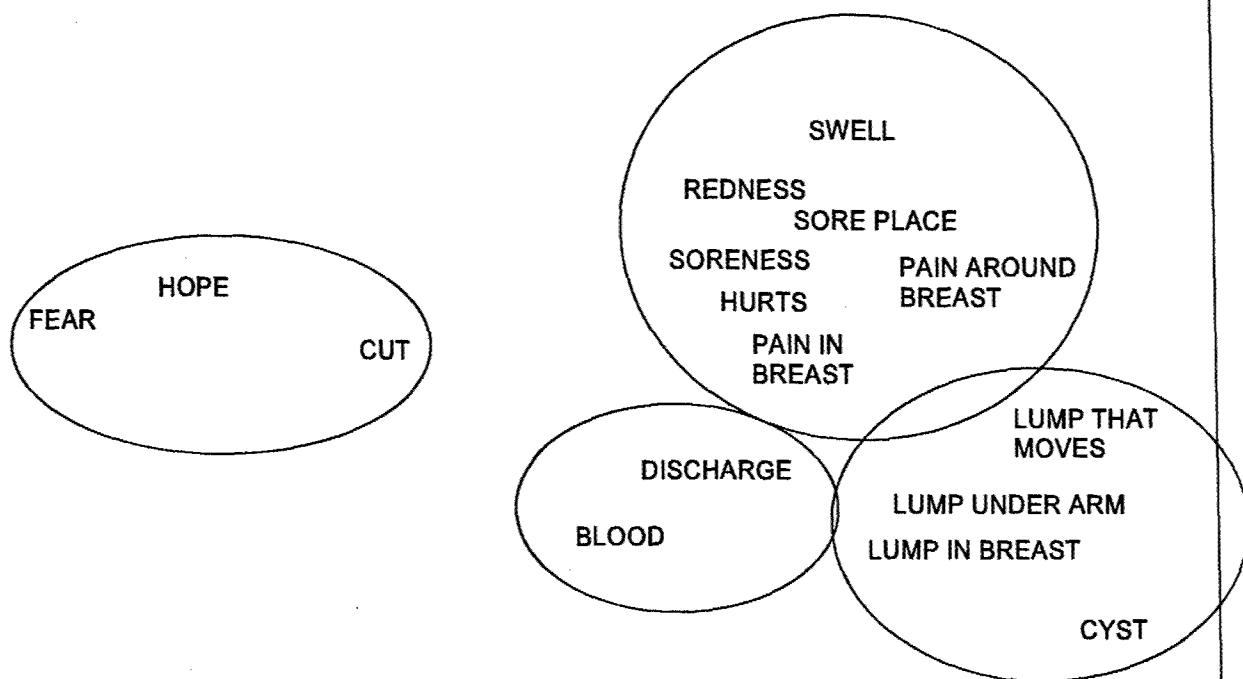 SWELL
REDNESS
SORE PLACE
SORENESS
PAIN AROUND
BREAST
HURTS
PAIN IN
BREAST
HOPE
FEAR
CUT
LUMP THAT
MOVES
DISCHARGE
BLOOD
LUMP UNDER ARM
LUMP IN BREAST
CYST